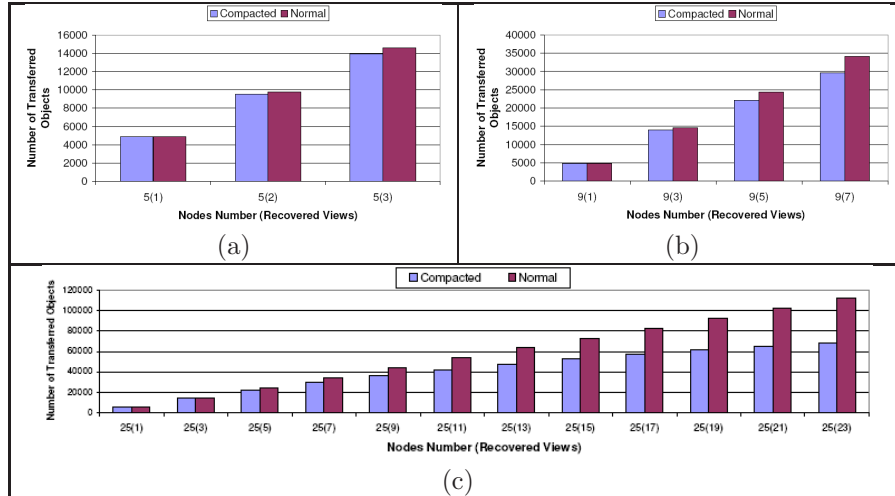 Compacted Normal
16000
14000
12000
10000
8000
6000
4000
2000
0
Number of Transferred
Objects
5(1) 5(2) 5(3)
Nodes Number (Recovered Views)
(a)
Compacted Normal
40000
35000
30000
25000
20000
15000
10000
5000
0
Number of Transferred
Objects
9(1) 9(3) 9(5) 9(7)
Nodes Number (Recovered Views)
(b)
Compacted Normal
120000
100000
80000
60000
40000
20000
0
Number of Transferred Objects
25(1) 25(3) 25(5) 25(7) 25(9) 25(11) 25(13) 25(15) 25(17) 25(19) 25(21) 25(23)
Nodes Number (Recovered Views)
(c)